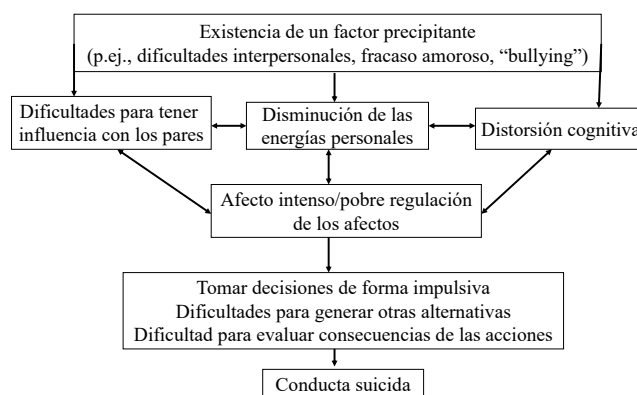 Existencia de un factor precipitante
(p.ej., dificultades interpersonales, fracaso amoroso, “bullying”)
Dificultades para tener
influencia con los pares
Disminución de las
energías personales
Distorsión cognitiva
Afecto intenso/pobre regulación
de los afectos
Tomar decisiones de forma impulsiva
Dificultades para generar otras alternativas
Dificultad para evaluar consecuencias de las acciones
Conducta suicida